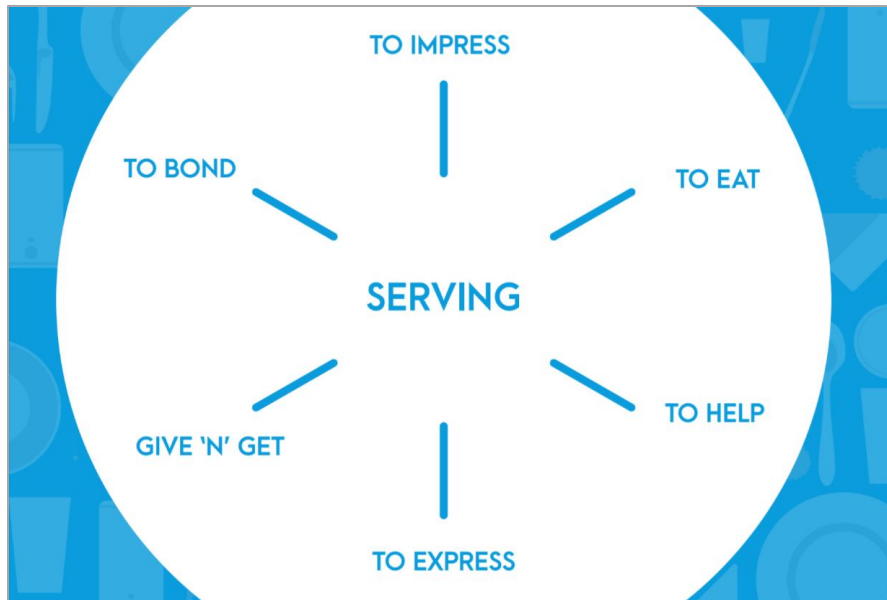 TO IMPRESS
TO BOND
TO EAT
SERVING
GIVE 'N' GET
TO HELP
TO EXPRESS